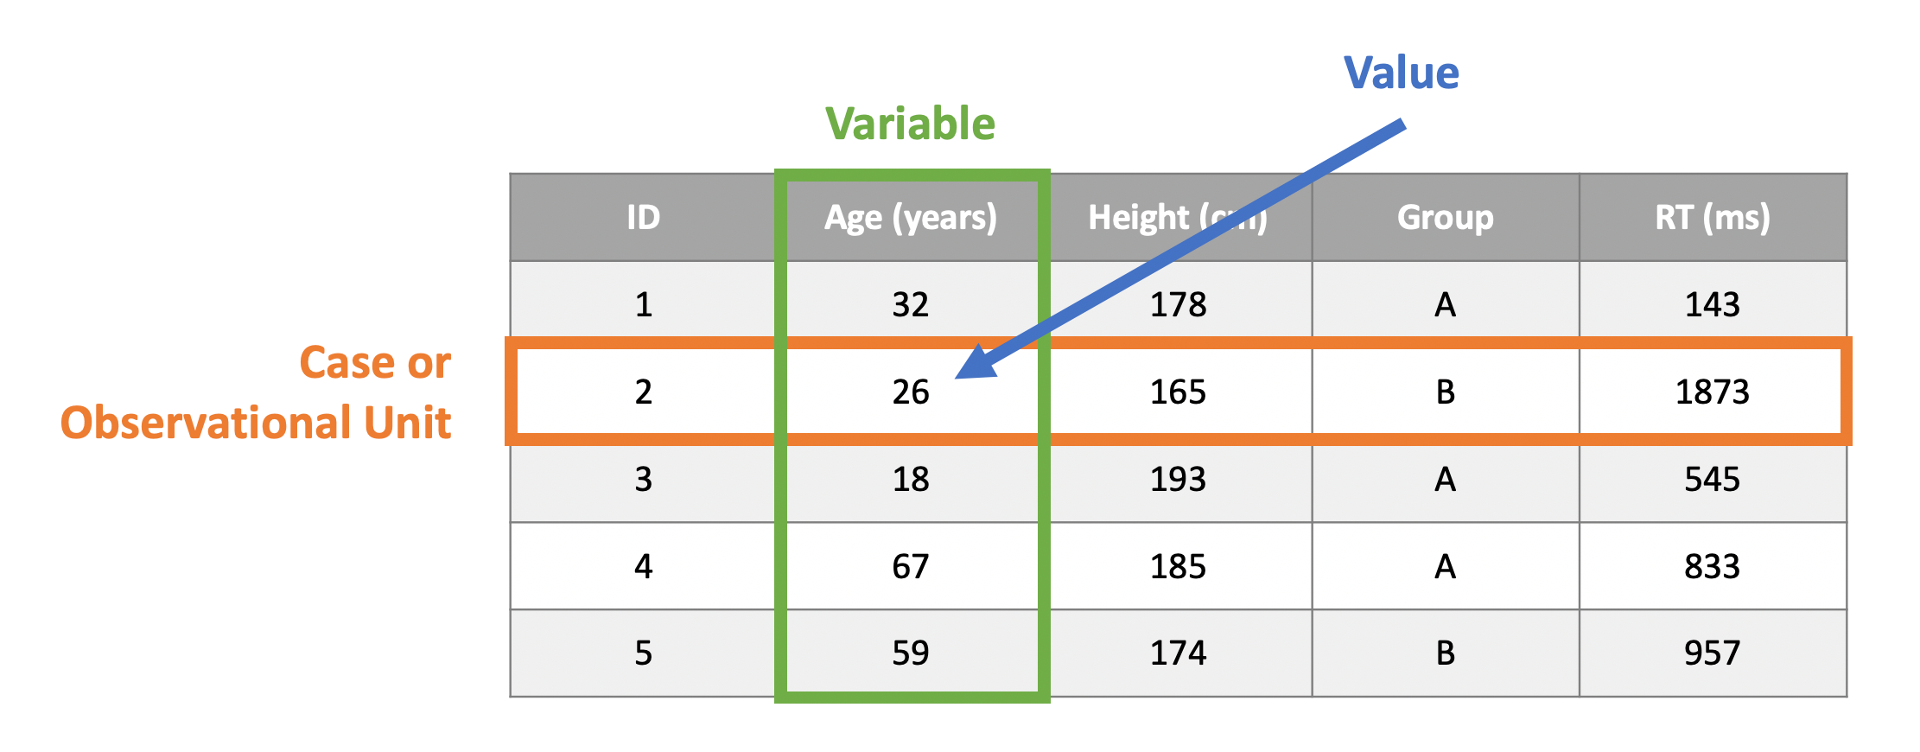 Value
Variable
ID Age (years) Height (cm) Group RT (ms)
1 32 178 A 143
Case or
Observational Unit
2 26 165 B 1873
3 18 193 A 545
4 67 185 A 833
5 59 174 B 957